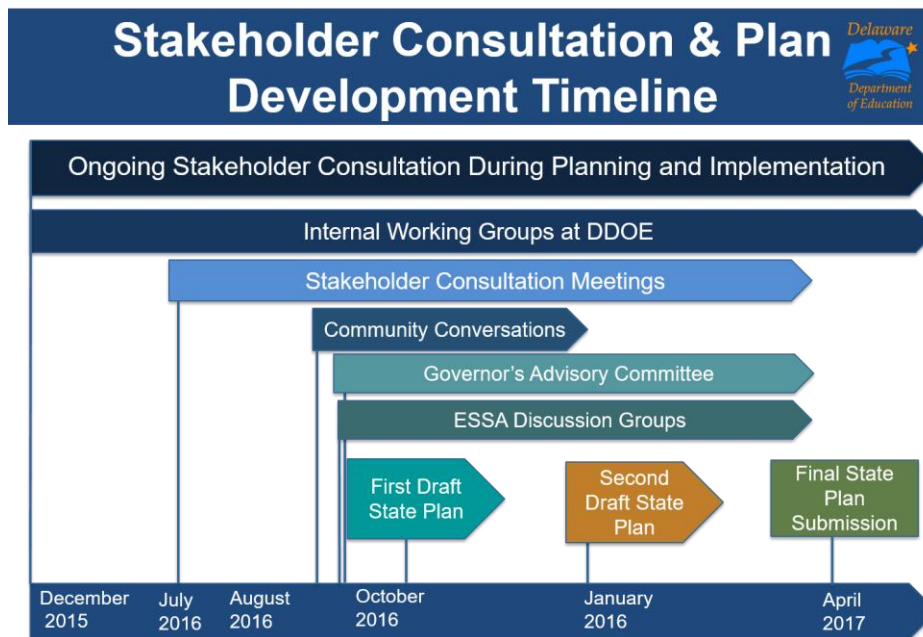 Stakeholder Consultation & Plan
Development Timeline
Delaware
Department
of Education
Ongoing Stakeholder Consultation During Planning and Implementation
Internal Working Groups at DDOE
Stakeholder Consultation Meetings
Community Conversations
Governor's Advisory Committee
ESSA Discussion Groups
First Draft
State Plan
Second
Draft State
Plan
Final State
Plan
Submission
December
2015
July
2016
August
2016
October
2016
January
2016
April
2017